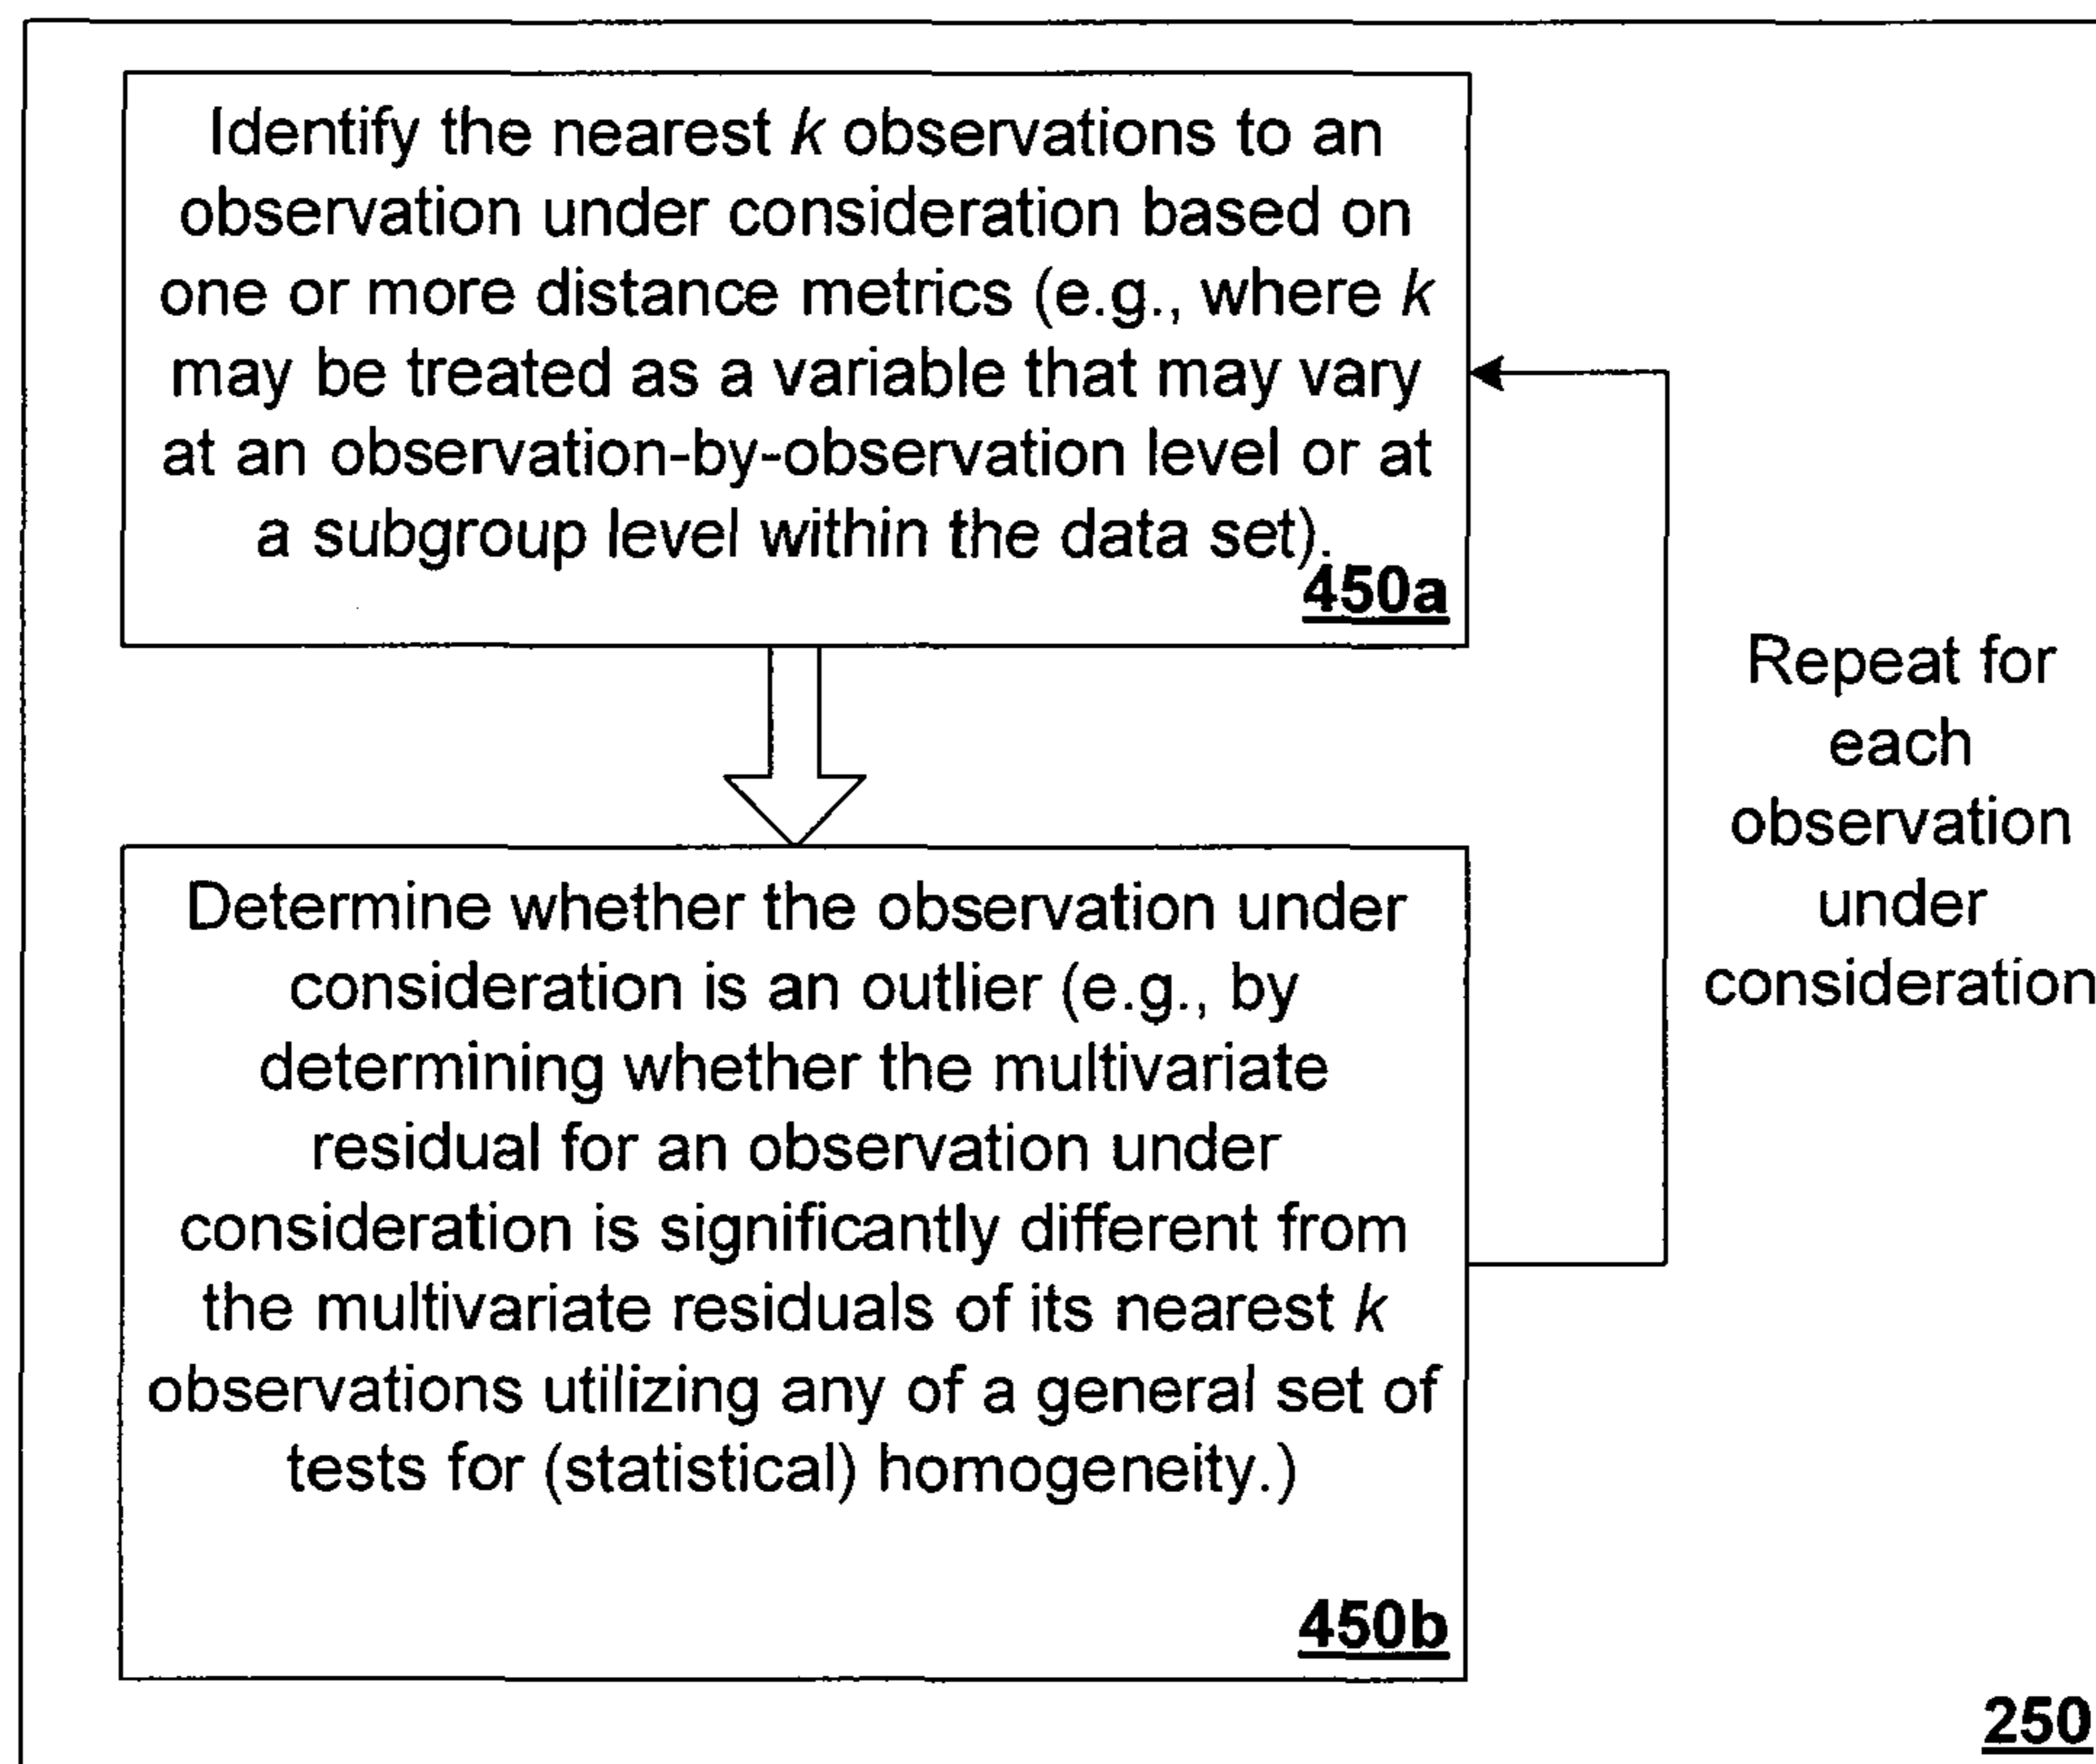 Identify the nearest k observations to an
observation under consideration based on
one or more distance metrics (e.g., where k
may be treated as a variable that may vary
at an observation-by-observation level or at
a subgroup level within the data set).
450a
Repeat for
each
observation
under
consideration
Determine whether the observation under
consideration is an outlier (e.g., by
determining whether the multivariate
residual for an observation under
consideration is significantly different from
the multivariate residuals of its nearest k
observations utilizing any of a general set of
tests for (statistical) homogeneity.)
450b
250